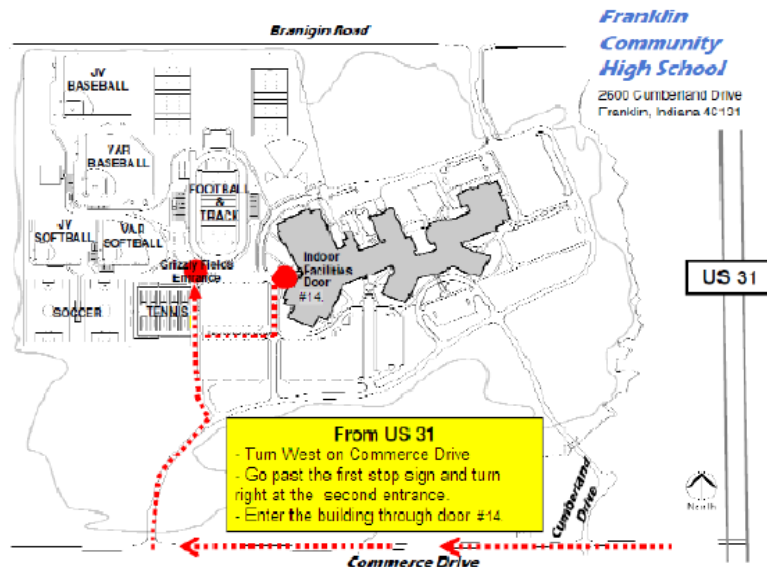 Branigin Road
Franklin
Community
High School
2600 Cumberland Drive
Franklin, Indiana 46131
JV
BASEBALL
VAR
BASEBALL
FOOTBALL
&
TRACK
JV
SOFTBALL
VAR
SOFTBALL
Grizzly Fields
Entrance
Indoor
Facilities
Door
#14.
US 31
SOCCER
TENNIS
From US 31
- Turn West on Commerce Drive
- Go past the first stop sign and turn
right at the second entrance.
- Enter the building through door #14.
Cumberland
Drive
North
Commerce Drive